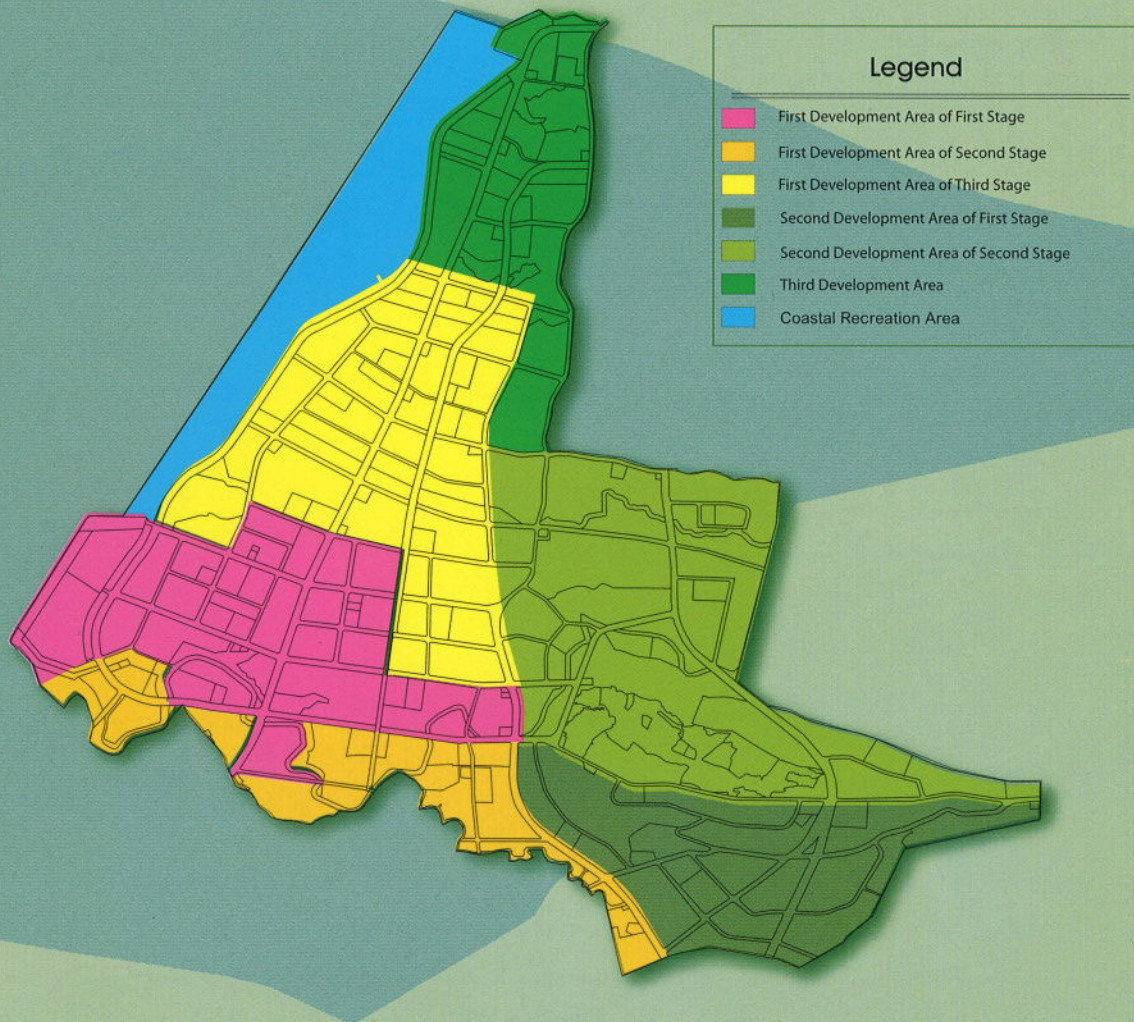 Legend
First Development Area of First Stage
First Development Area of Second Stage
First Development Area of Third Stage
Second Development Area of First Stage
Second Development Area of Second Stage
Third Development Area
Coastal Recreation Area